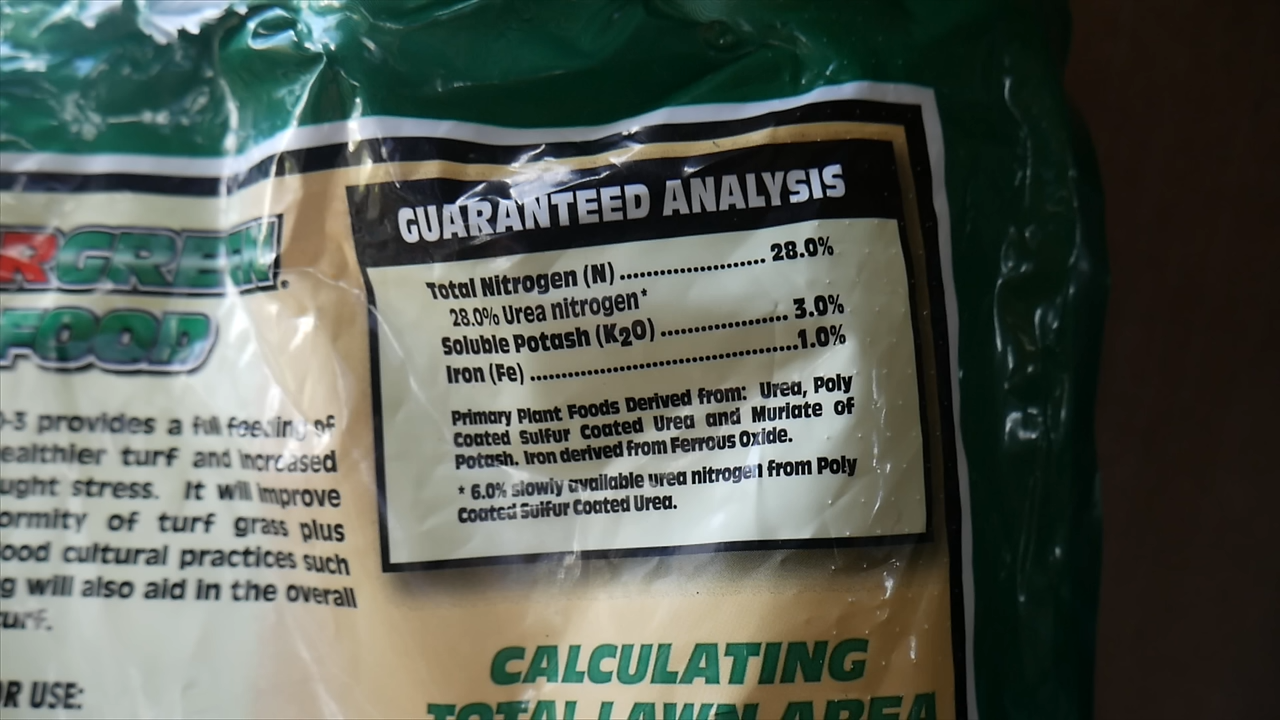 RGREEN
FOOD
-3 provides a full feeding of
ealthier turf and increased
ught stress. It will improve
ormity of turf grass plus
ood cultural practices such
g will also aid in the overall
turf.
R USE:
GUARANTEED ANALYSIS
Total Nitrogen (N) .......................... 28.0%
28.0% Urea nitrogen*
Soluble Potash (K2O) ....................... 3.0%
Iron (Fe) ................................................1.0%
Primary Plant Foods Derived from: Urea, Poly
Coated Sulfur Coated Urea and Muriate of
Potash. Iron derived from Ferrous Oxide.
* 6.0% slowly available urea nitrogen from Poly
Coated Sulfur Coated Urea.
CALCULATING
TOTAL LAWN AREA